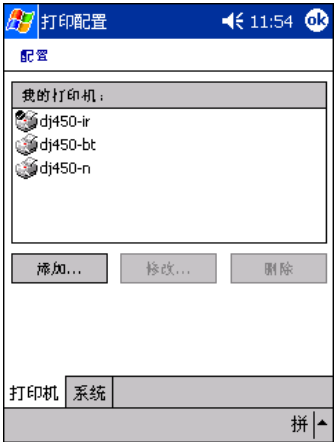 打印配置 11:54 ok
配置
我的打印机：
dj450-ir
dj450-bt
dj450-n
添加... 修改... 删除
打印机 系统
拼